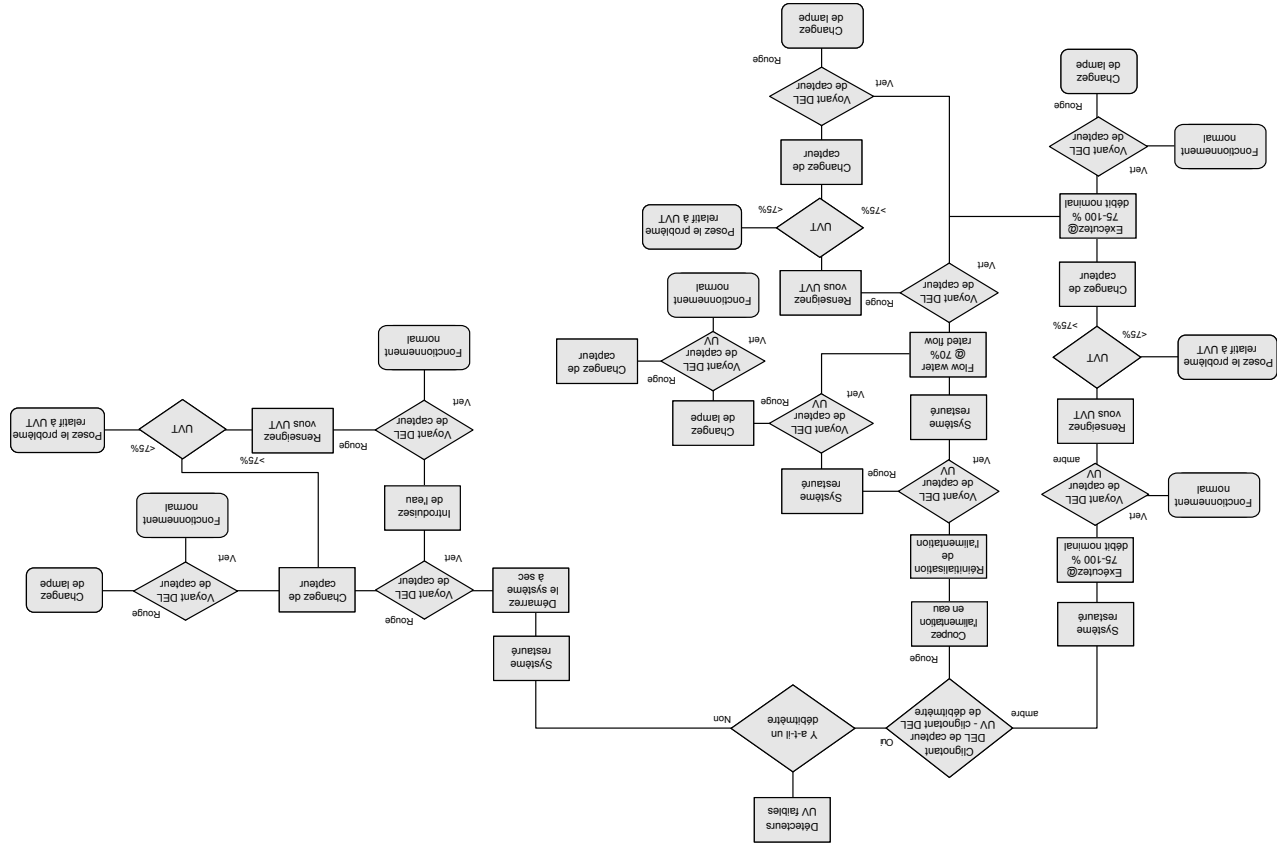 Détecteurs
UV faibles
Y a-t-il un
débitmètre
Oui
Non
Clignotant
DEL de capteur
UV - clignotant DEL
de débitmètre
ambre
Rouge
Système
restauré
Exécutez@
75-100 %
débit nominal
Voyant DEL
de capteur
UV
Vert
Fonctionnement
normal
ambre
Renseignez
vous UVT
UVT
<75%
Posez le problème
relatif à UVT
<75%
Changez de
capteur
Exécutez@
75-100 %
débit nominal
Voyant DEL
de capteur
Vert
Fonctionnement
normal
Rouge
Changez
de lampe
Coupez
l'alimentation
en eau
Réinitialisation
de
l'alimentation
Voyant DEL
de capteur
UV
Vert
Rouge
Système
restauré
Système
restauré
Voyant DEL
de capteur
UV
Vert
Rouge
Changez
de lampe
Voyant DEL
de capteur
UV
Rouge
Changez de
capteur
Vert
Fonctionnement
normal
Flow water
@ 70%
rated flow
Voyant DEL
de capteur
Vert
Rouge
Renseignez
vous UVT
UVT
<75%
Posez le problème
relatif à UVT
<75%
Changez de
capteur
Voyant DEL
de capteur
Vert
Rouge
Changez
de lampe
Système
restauré
Démarrez
le système
à sec
Voyant DEL
de capteur
Rouge
Changez de
capteur
Voyant DEL
de capteur
Rouge
Changez
de lampe
Vert
Fonctionnement
normal
Vert
Introduisez
de l'eau
Voyant DEL
de capteur
Rouge
Renseignez
vous UVT
<75%
UVT
<75%
Posez le problème
relatif à UVT
Vert
Fonctionnement
normal